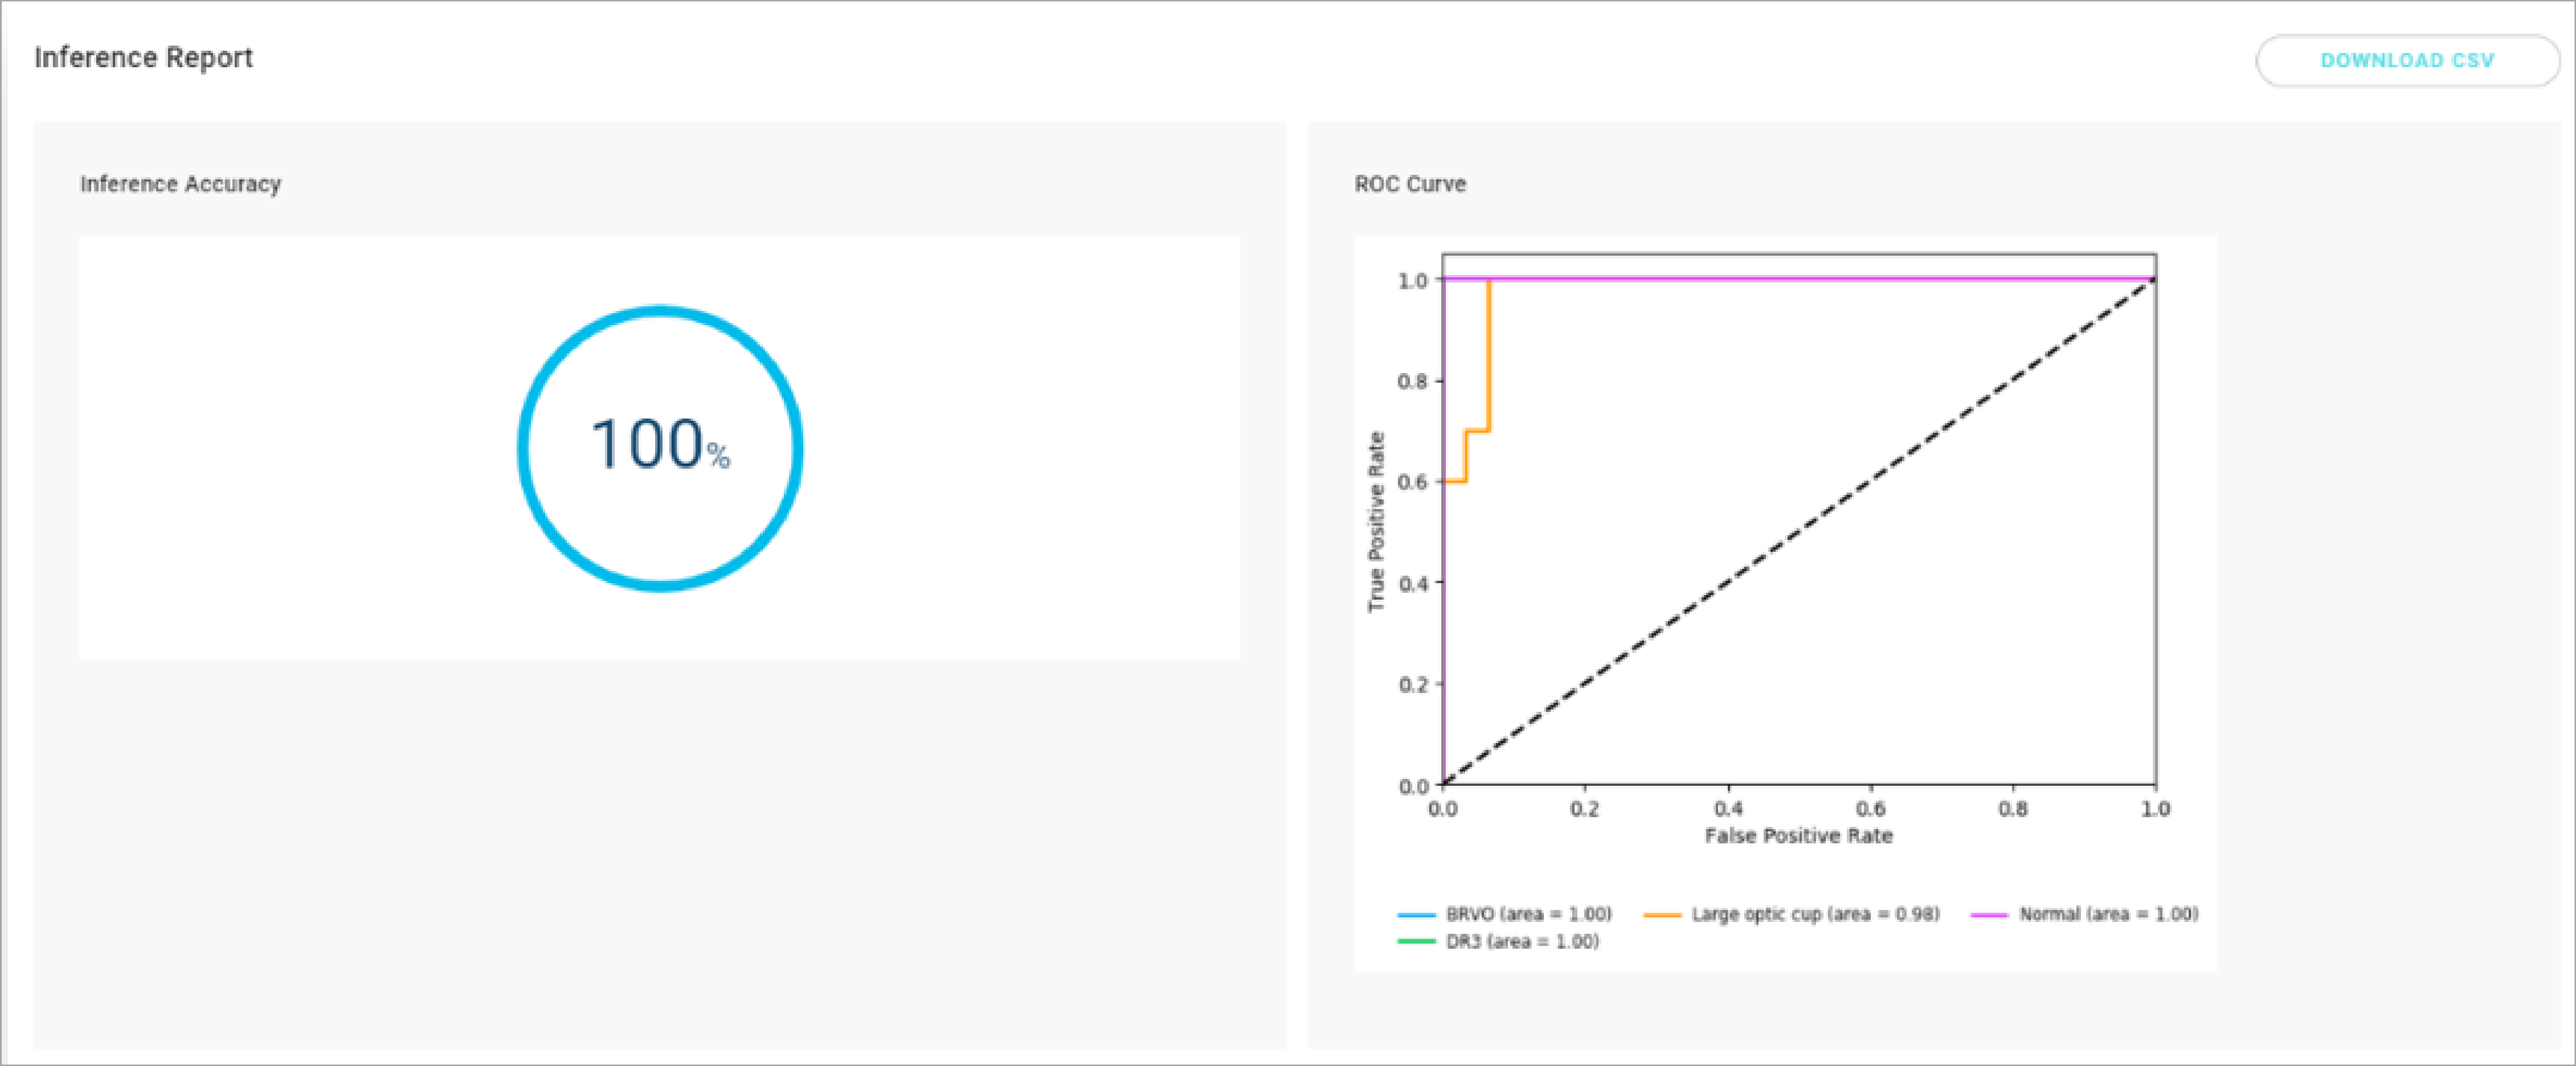 Inference Report
DOWNLOAD CSV
Inference Accuracy
100%
ROC Curve
1.0
0.8
0.6
0.4
0.2
0.0
True Positive Rate
0.0 0.2 0.4 0.6 0.8 1.0
False Positive Rate
BRVO (area = 1.00) Large optic cup (area = 0.98) Normal (area = 1.00)
DR3 (area = 1.00)